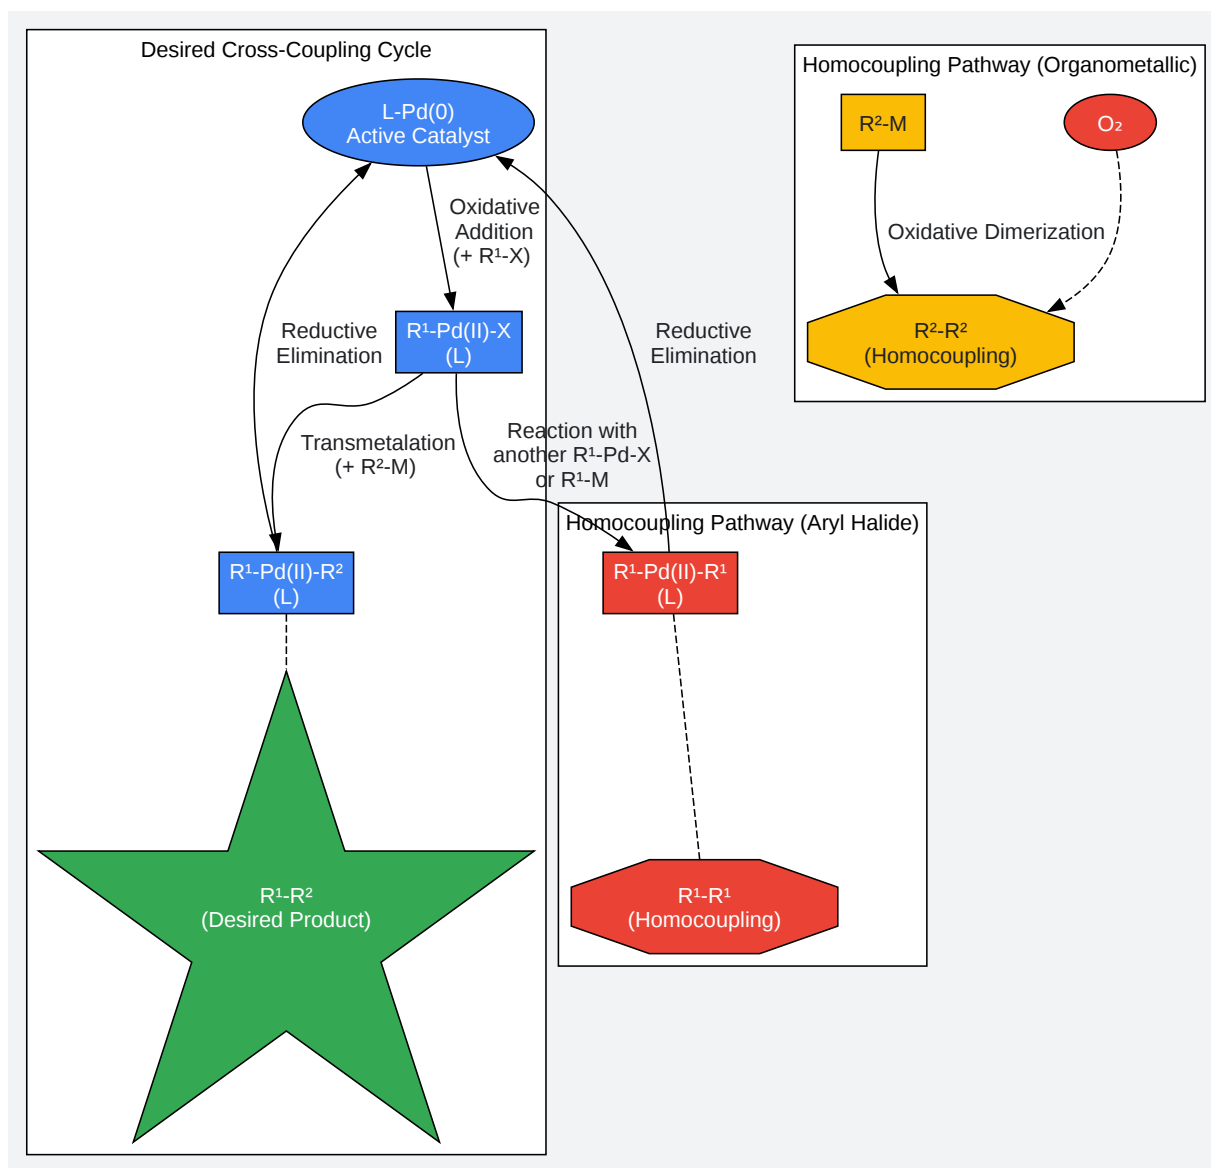 Desired Cross-Coupling Cycle
L-Pd(0)
Active Catalyst
Oxidative
Addition
(+ R¹-X)
R¹-Pd(II)-X
(L)
Reductive
Elimination
Transmetalation
(+ R²-M)
R¹-Pd(II)-R²
(L)
R¹-R²
(Desired Product)
Reductive
Elimination
Reaction with
another R¹-Pd-X
or R¹-M
Homocoupling Pathway (Aryl Halide)
R¹-Pd(II)-R¹
(L)
R¹-R¹
(Homocoupling)
Homocoupling Pathway (Organometallic)
R²-M
O₂
Oxidative Dimerization
R²-R²
(Homocoupling)